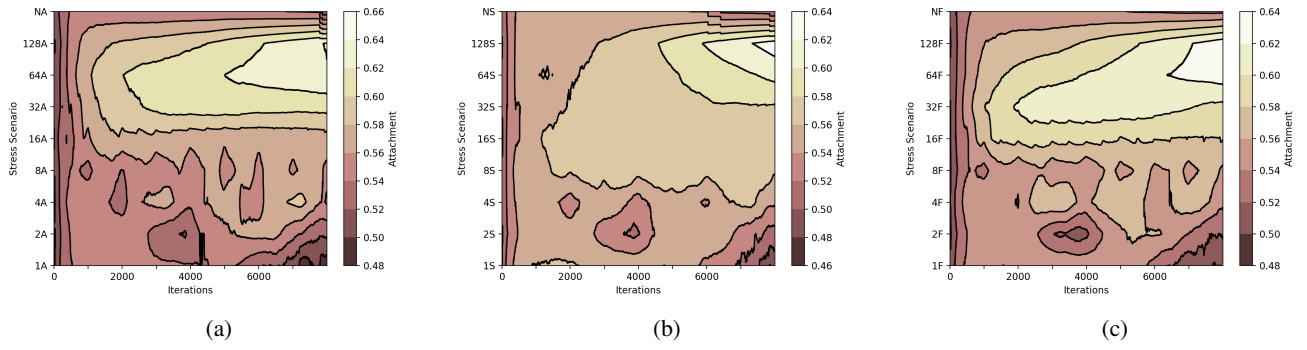 NA
128A
64A
32A
16A
8A
4A
2A
1A
Stress Scenario
0
2000
4000
6000
Iterations
0.66
0.64
0.62
0.60
0.58
0.56
0.54
0.52
0.50
0.48
Attachment
(a)
NS
128S
64S
32S
16S
8S
4S
2S
1S
Stress Scenario
0
2000
4000
6000
Iterations
0.64
0.62
0.60
0.58
0.56
0.54
0.52
0.50
0.48
0.46
Attachment
(b)
NF
128F
64F
32F
16F
8F
4F
2F
1F
Stress Scenario
0
2000
4000
6000
Iterations
0.64
0.62
0.60
0.58
0.56
0.54
0.52
0.50
0.48
Attachment
(c)